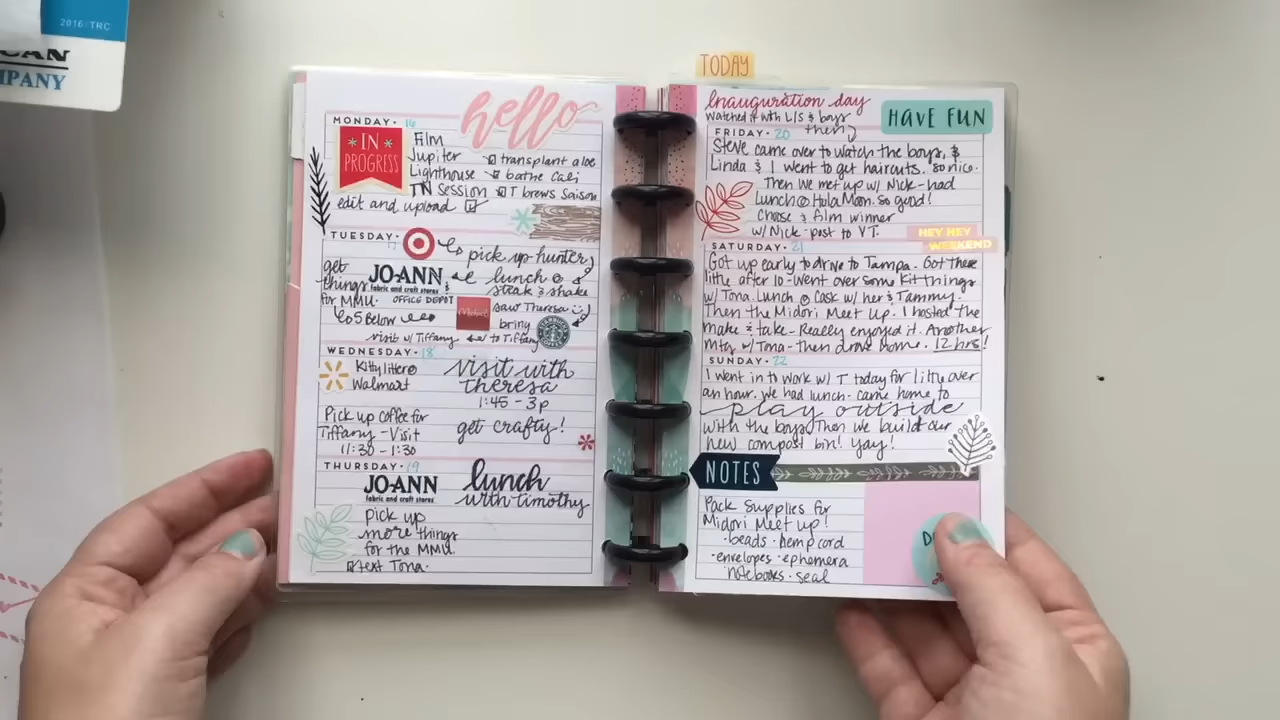 2016/TRC
CAN
MPANY
TODAY
hello
MONDAY · 16
IN
PROGRESS
Film
Jupiter
Lighthouse
TN Session
edit and upload
transplant aloe
bathe Cali
T brews Saison
TUESDAY · 17
pick up hunter
get
things
for MMU.
JO-ANN
fabric and craft stores
lunch @
steak & shake
OFFICE DEPOT
5 Below
saw Theresa
bring
to Tiffany
visit w/ Tiffany
WEDNESDAY · 18
Kitty litter @
Walmart
visit with
theresa
1:45 - 3p
get crafty!
Pick up coffee for
Tiffany - Visit
11:30 - 1:30
THURSDAY · 19
JO-ANN
fabric and craft stores
lunch
with timothy
pick up
more things
for the MMU.
text Tona.
Inauguration day
watched it with L/S & boys
then
HAVE FUN
FRIDAY · 20
Steve came over to watch the boys, &
Linda & I went to get haircuts. so nice.
Then we met up w/ Nick - had
Lunch @ Hola Moon. so good!
Choose & film winner
w/ Nick - post to YT.
HEY HEY
WEEKEND
SATURDAY · 21
Got up early to drive to Tampa. Got there
little after 10 - went over some Kit things
w/ Tona. Lunch @ Cask w/ her & Tammy.
Then the Midori Meet Up. I hosted the
make & take - Really enjoyed it. Another
mtg w/ Tona - then drove home. 12 hrs!
SUNDAY · 22
I went in to work w/ T today for little over
an hour. We had lunch - came home to
play outside
with the boys. Then we build our
new compost bin! yay!
NOTES
Pack supplies for
Midori Meet up!
· beads · hemp cord
· envelopes · ephemera
notebooks · seal